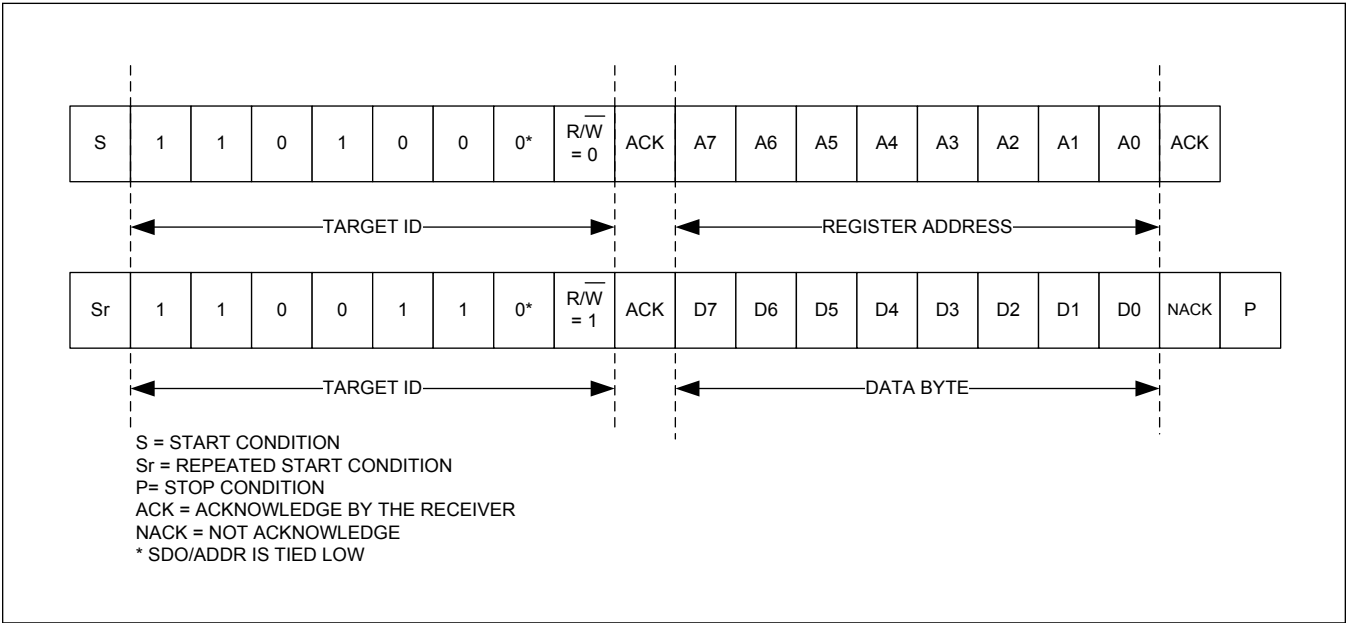 S 1 1 0 1 0 0 0* R/W̅ = 0 ACK A7 A6 A5 A4 A3 A2 A1 A0 ACK
TARGET ID REGISTER ADDRESS
Sr 1 1 0 0 1 1 0* R/W̅ = 1 ACK D7 D6 D5 D4 D3 D2 D1 D0 NACK P
TARGET ID DATA BYTE
S = START CONDITION
Sr = REPEATED START CONDITION
P= STOP CONDITION
ACK = ACKNOWLEDGE BY THE RECEIVER
NACK = NOT ACKNOWLEDGE
* SDO/ADDR IS TIED LOW